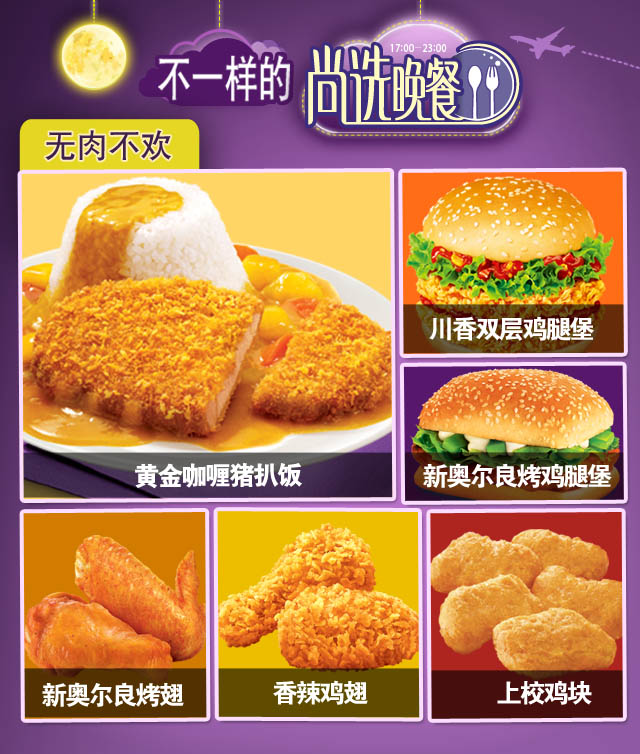 不一样的
17:00-23:00
尚选晚餐
无肉不欢
黄金咖喱猪扒饭
川香双层鸡腿堡
新奥尔良烤鸡腿堡
新奥尔良烤翅
香辣鸡翅
上校鸡块